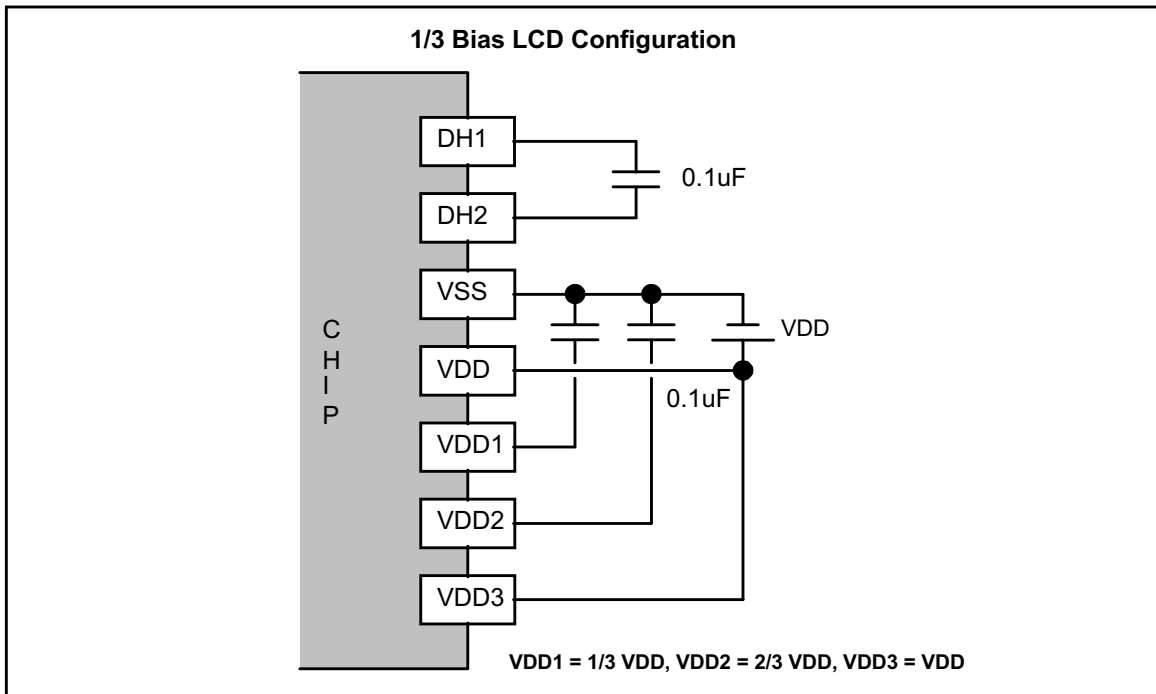 1/3 Bias LCD Configuration
DH1
0.1uF
DH2
VSS
C
H
I
P
VDD
VDD
0.1uF
VDD1
VDD2
VDD3
VDD1 = 1/3 VDD, VDD2 = 2/3 VDD, VDD3 = VDD